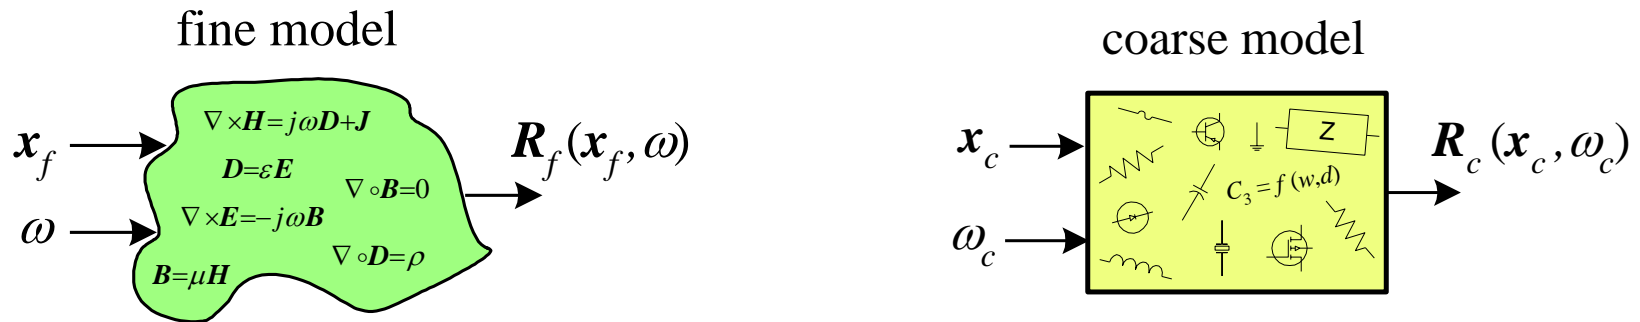 fine model
∇×H=jωD+J
D=εE
∇∘B=0
∇×E=−jωB
∇∘D=ρ
B=μH
x_f
ω
R_f(x_f, ω)
coarse model
Z
C_3=f(w,d)
x_c
ω_c
R_c(x_c, ω_c)